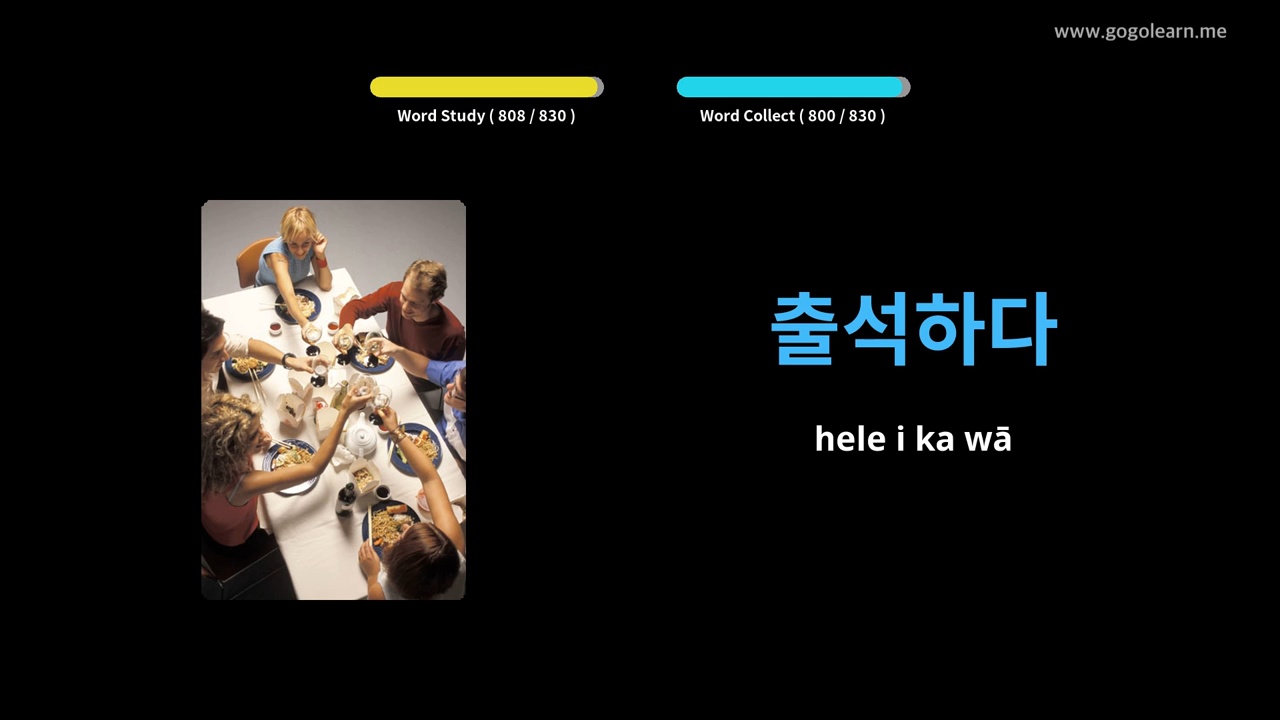 www.gogolearn.me
Word Study ( 808 / 830 )
Word Collect ( 800 / 830 )
출석하다
hele i ka wā